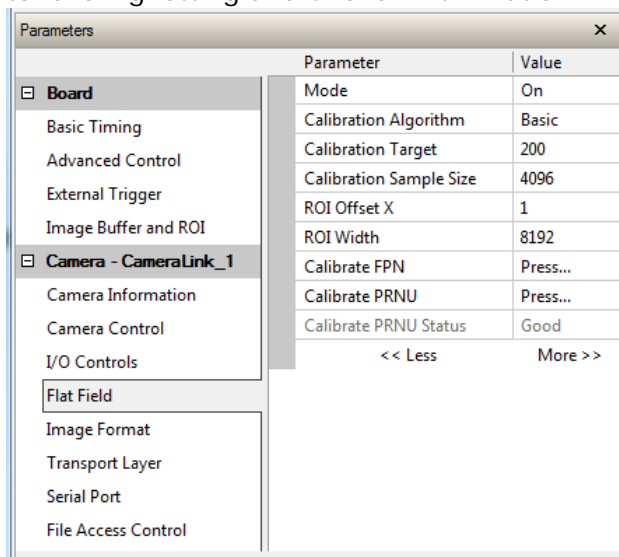 Parameters ×
Parameter Value
Board
Basic Timing
Advanced Control
External Trigger
Image Buffer and ROI
Camera - CameraLink_1
Camera Information
Camera Control
I/O Controls
Flat Field
Image Format
Transport Layer
Serial Port
File Access Control
Mode On
Calibration Algorithm Basic
Calibration Target 200
Calibration Sample Size 4096
ROI Offset X 1
ROI Width 8192
Calibrate FPN Press...
Calibrate PRNU Press...
Calibrate PRNU Status Good
<< Less More >>